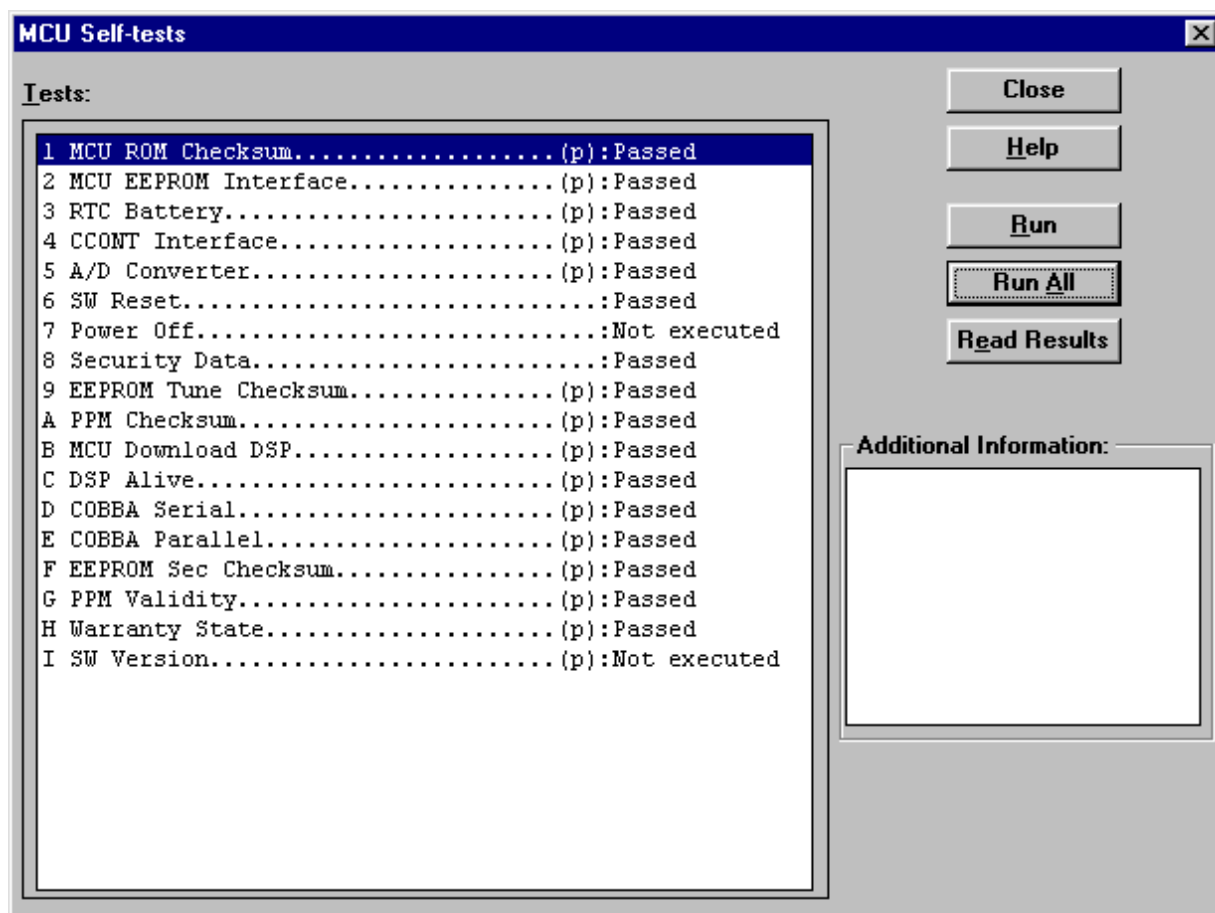 MCU Self-tests
Tests:
1 MCU ROM Checksum...................(p):Passed
2 MCU EEPROM Interface...............(p):Passed
3 RTC Battery........................(p):Passed
4 CCONT Interface....................(p):Passed
5 A/D Converter......................(p):Passed
6 SW Reset..............................:Passed
7 Power Off.............................:Not executed
8 Security Data.........................:Passed
9 EEPROM Tune Checksum...............(p):Passed
A PPM Checksum.......................(p):Passed
B MCU Download DSP...................(p):Passed
C DSP Alive..........................(p):Passed
D COBBA Serial.......................(p):Passed
E COBBA Parallel.....................(p):Passed
F EEPROM Sec Checksum................(p):Passed
G PPM Validity.......................(p):Passed
H Warranty State.....................(p):Passed
I SW Version.........................(p):Not executed
Close
Help
Run
Run All
Read Results
Additional Information: